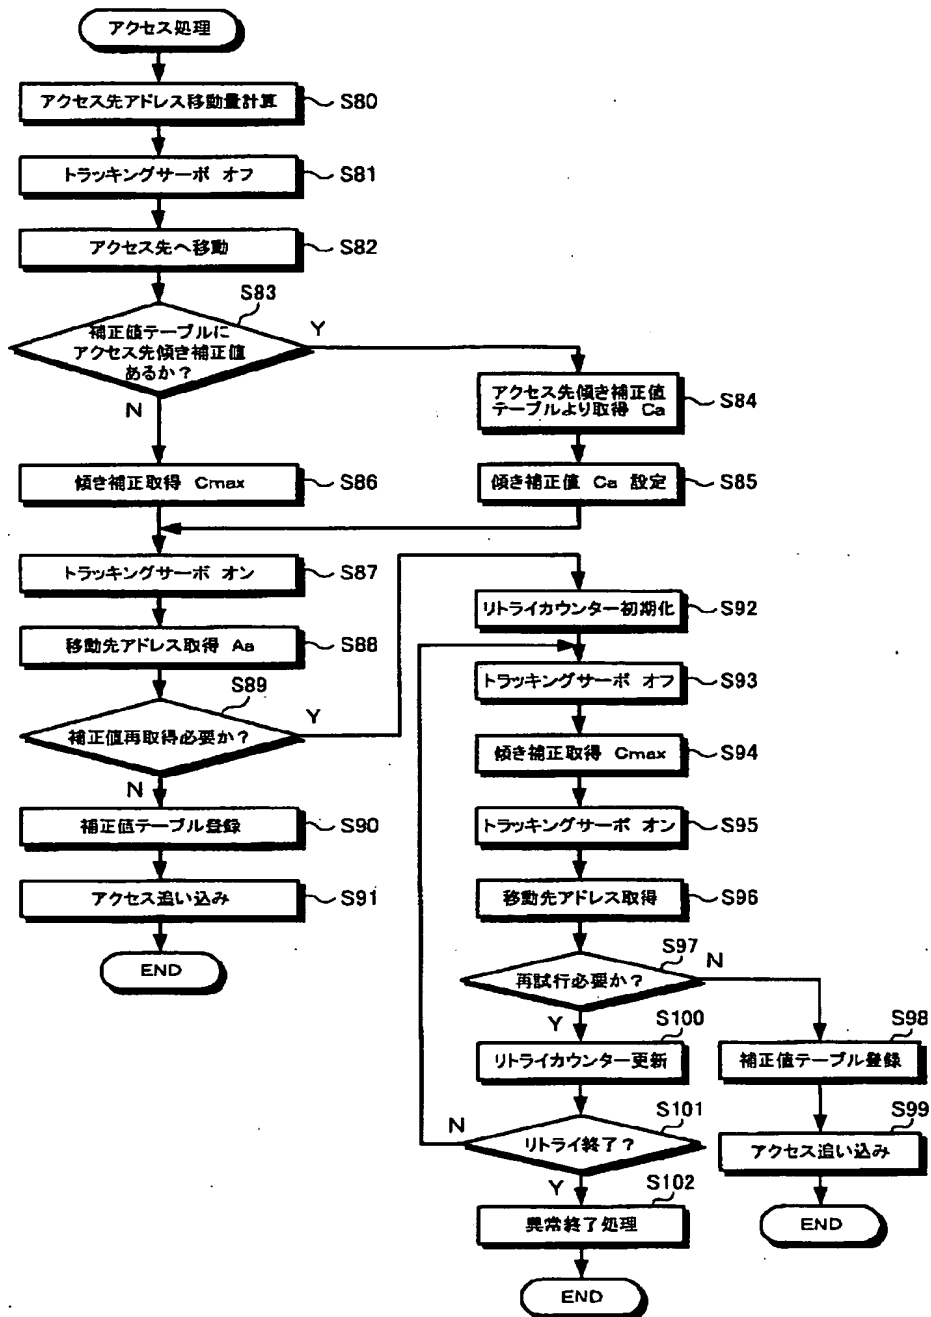 アクセス処理
アクセス先アドレス移動量計算
S80
トラッキングサーボ オフ
S81
アクセス先へ移動
S82
S83
補正値テーブルに
アクセス先傾き補正値
あるか?
Y
N
アクセス先傾き補正値
テーブルより取得 Ca
S84
傾き補正取得 Cmax
S86
傾き補正値 Ca 設定
S85
トラッキングサーボ オン
S87
移動先アドレス取得 Aa
S88
S89
補正値再取得必要か?
Y
N
補正値テーブル登録
S90
アクセス追い込み
S91
END
リトライカウンター初期化
S92
トラッキングサーボ オフ
S93
傾き補正取得 Cmax
S94
トラッキングサーボ オン
S95
移動先アドレス取得
S96
S97
再試行必要か?
N
Y
S100
リトライカウンター更新
S101
リトライ終了?
N
Y
S102
異常終了処理
END
S98
補正値テーブル登録
S99
アクセス追い込み
END